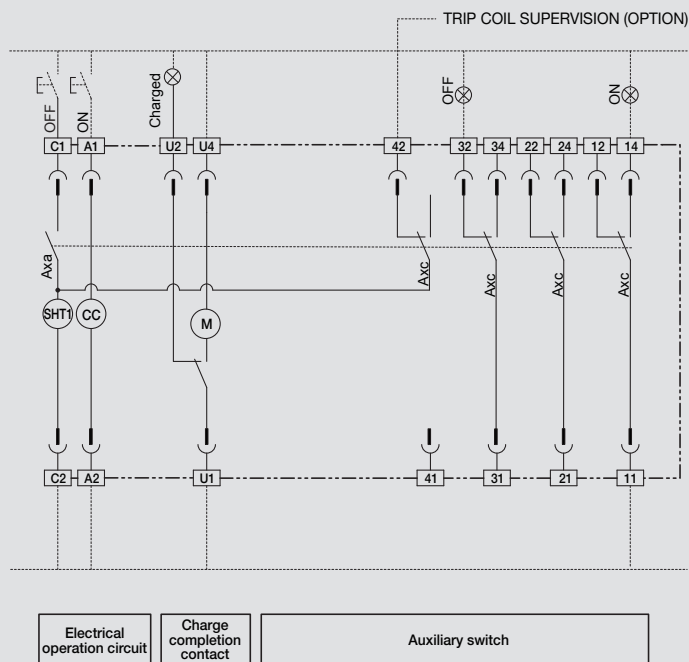 TRIP COIL SUPERVISION (OPTION)
OFF
ON
Charged
OFF
ON
C1 A1 U2 U4 42 32 34 22 24 12 14
Axa
Axc
Axc
Axc
Axc
SHT1 CC M
C2 A2 U1 41 31 21 11
Electrical
operation circuit
Charge
completion
contact
Auxiliary switch